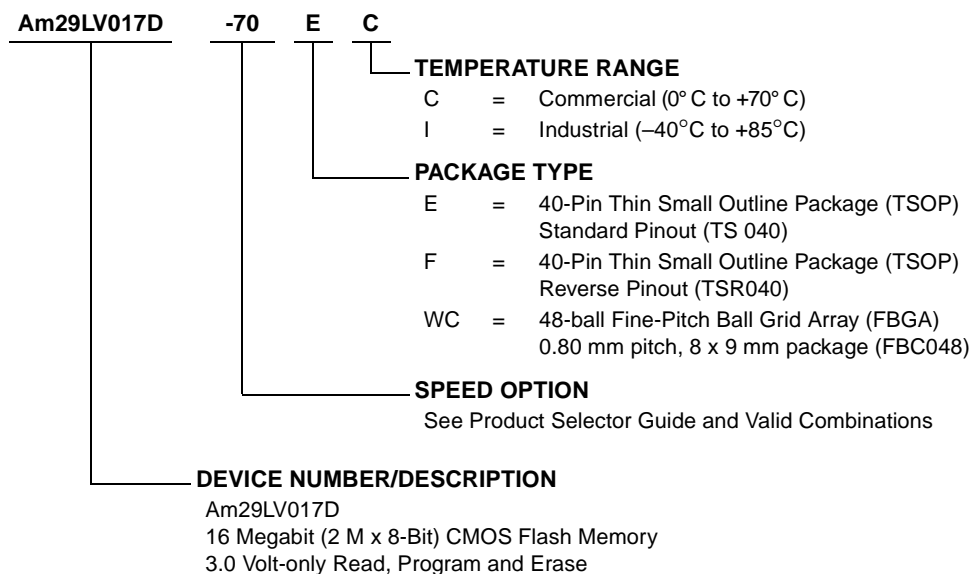 Am29LV017D -70 E C
TEMPERATURE RANGE
C = Commercial (0° C to +70° C)
I = Industrial (–40°C to +85°C)
PACKAGE TYPE
E = 40-Pin Thin Small Outline Package (TSOP)
Standard Pinout (TS 040)
F = 40-Pin Thin Small Outline Package (TSOP)
Reverse Pinout (TSR040)
WC = 48-ball Fine-Pitch Ball Grid Array (FBGA)
0.80 mm pitch, 8 x 9 mm package (FBC048)
SPEED OPTION
See Product Selector Guide and Valid Combinations
DEVICE NUMBER/DESCRIPTION
Am29LV017D
16 Megabit (2 M x 8-Bit) CMOS Flash Memory
3.0 Volt-only Read, Program and Erase